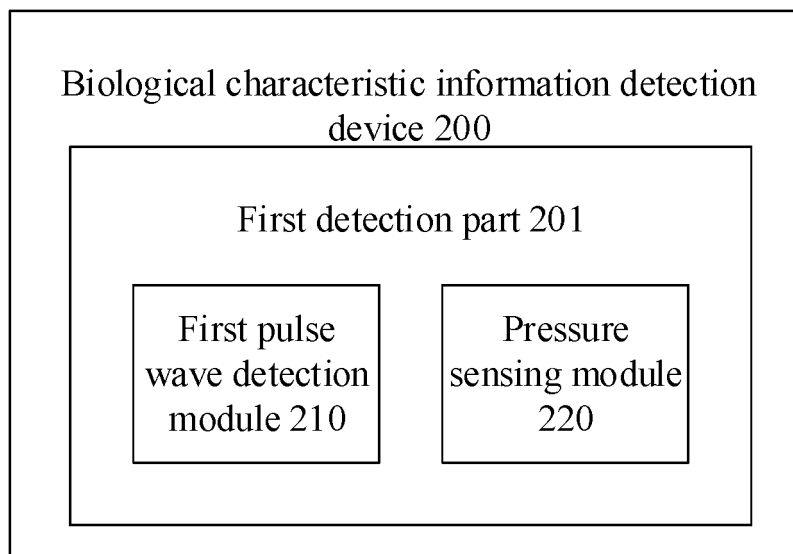 Biological characteristic information detection
device 200
First detection part 201
First pulse
wave detection
module 210
Pressure
sensing module
220